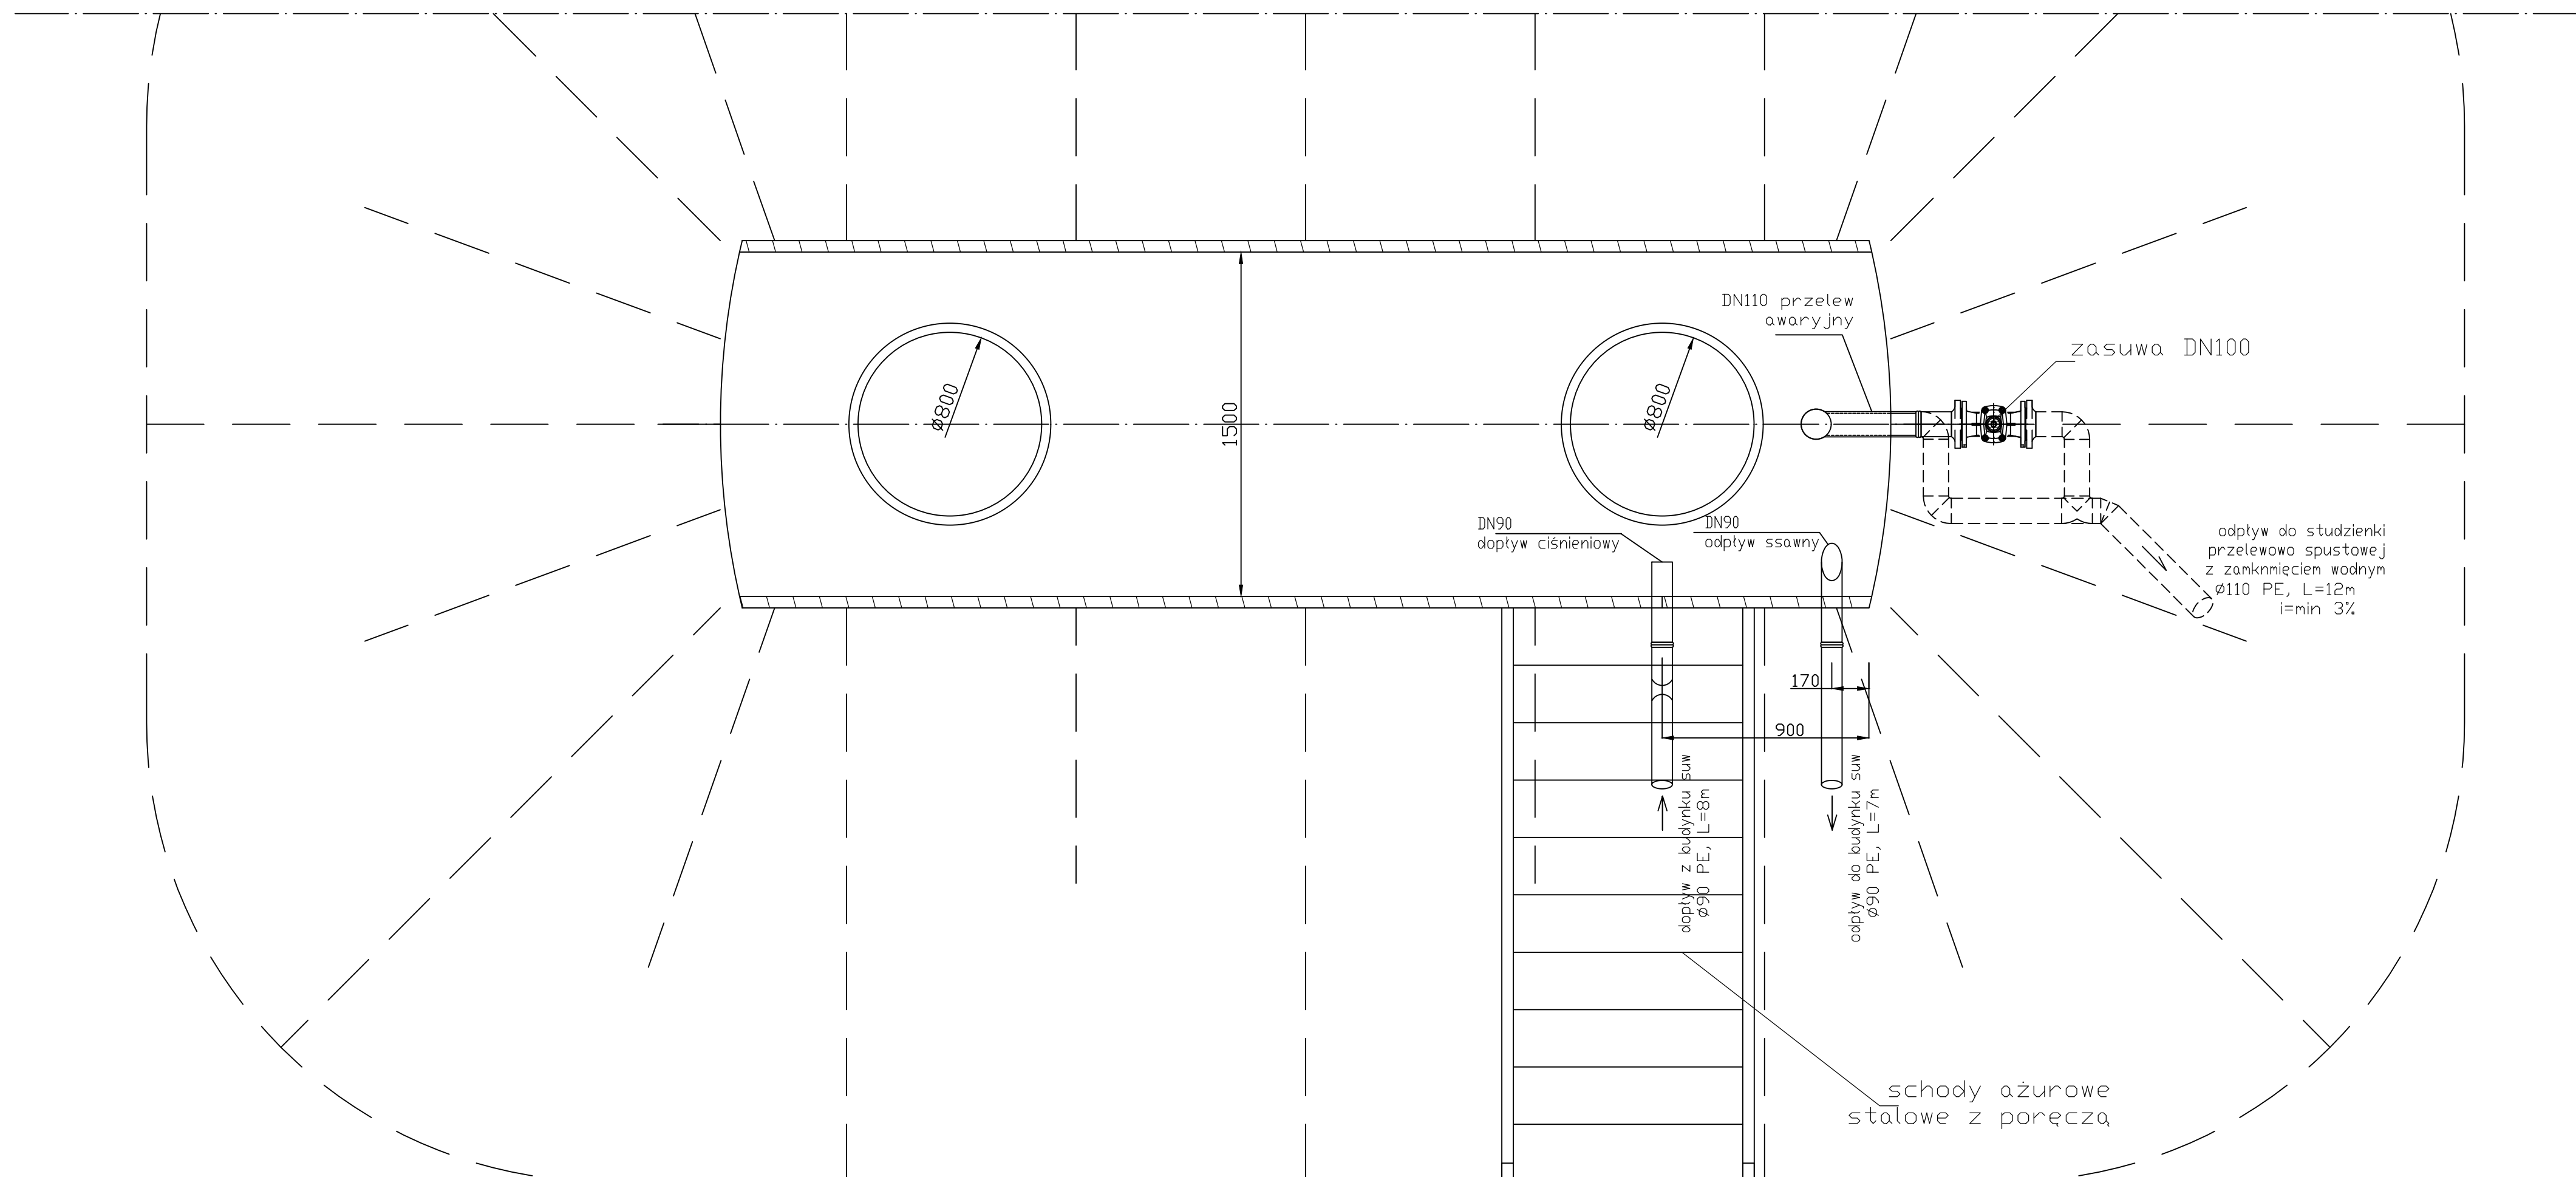 DN110 przelew
awaryjny
zasuwa DN100
ø800
1500
ø800
DN90
dopływ ciśnieniowy
DN90
odpływ ssawny
odpływ do studzienki
przelewowo spustowej
z zamknmięciem wodnym
ø110 PE, L=12m
i=min 3%
170
900
dopływ z budynku suw
ø90 PE, L=8m
odpływ do budynku suw
ø90 PE, L=7m
schody ażurowe
stalowe z poręczą